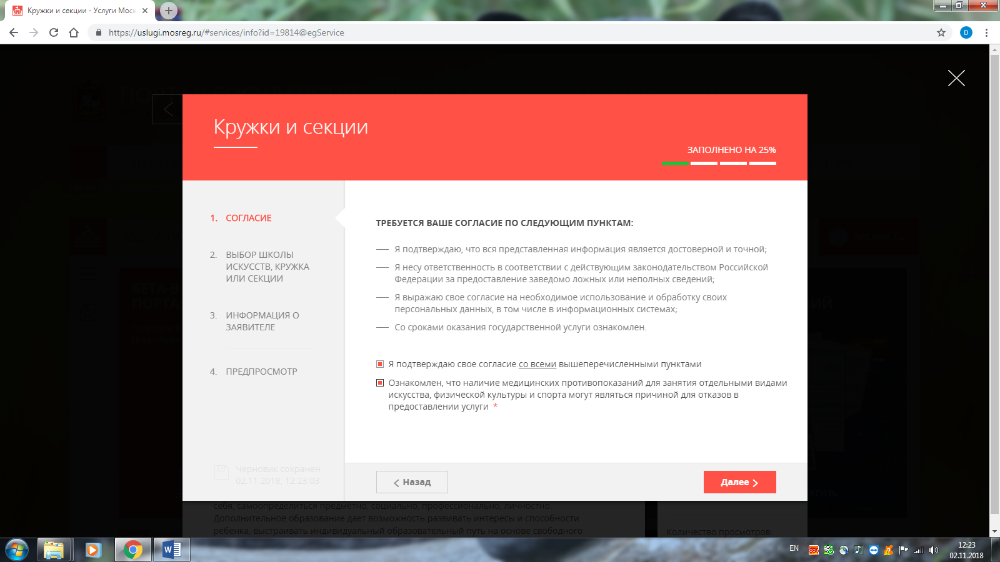 Кружки и секции - Услуги Моск
https://uslugi.mosreg.ru/#services/info?id=19814@egService
D
Кружки и секции
ЗАПОЛНЕНО НА 25%
1. СОГЛАСИЕ
2. ВЫБОР ШКОЛЫ
ИСКУССТВ, КРУЖКА
ИЛИ СЕКЦИИ
3. ИНФОРМАЦИЯ О
ЗАЯВИТЕЛЕ
4. ПРЕДПРОСМОТР
Черновик сохранен
02.11.2018, 12:23:03
ТРЕБУЕТСЯ ВАШЕ СОГЛАСИЕ ПО СЛЕДУЮЩИМ ПУНКТАМ:
— Я подтверждаю, что вся представленная информация является достоверной и точной;
— Я несу ответственность в соответствии с действующим законодательством Российской
Федерации за предоставление заведомо ложных или неполных сведений;
— Я выражаю свое согласие на необходимое использование и обработку своих
персональных данных, в том числе в информационных системах;
— Со сроками оказания государственной услуги ознакомлен.
Я подтверждаю свое согласие со всеми вышеперечисленными пунктами
Ознакомлен, что наличие медицинских противопоказаний для занятия отдельными видами
искусства, физической культуры и спорта могут являться причиной для отказов в
предоставлении услуги *
Назад
Далее
себя, самоопределиться предметно, социально, профессионально, личностно.
Дополнительное образование дает возможность развивать интересы и способности
ребенка, выстраивать индивидуальный образовательный путь на основе свободного
Количество просмотров:
EN
12:23
02.11.2018